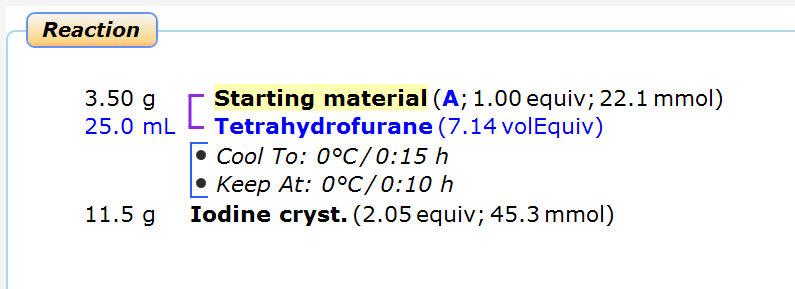 Reaction
3.50 g Starting material (A; 1.00 equiv; 22.1 mmol)
25.0 mL Tetrahydrofurane (7.14 volEquiv)
• Cool To: 0°C / 0:15 h
• Keep At: 0°C / 0:10 h
11.5 g Iodine cryst. (2.05 equiv; 45.3 mmol)